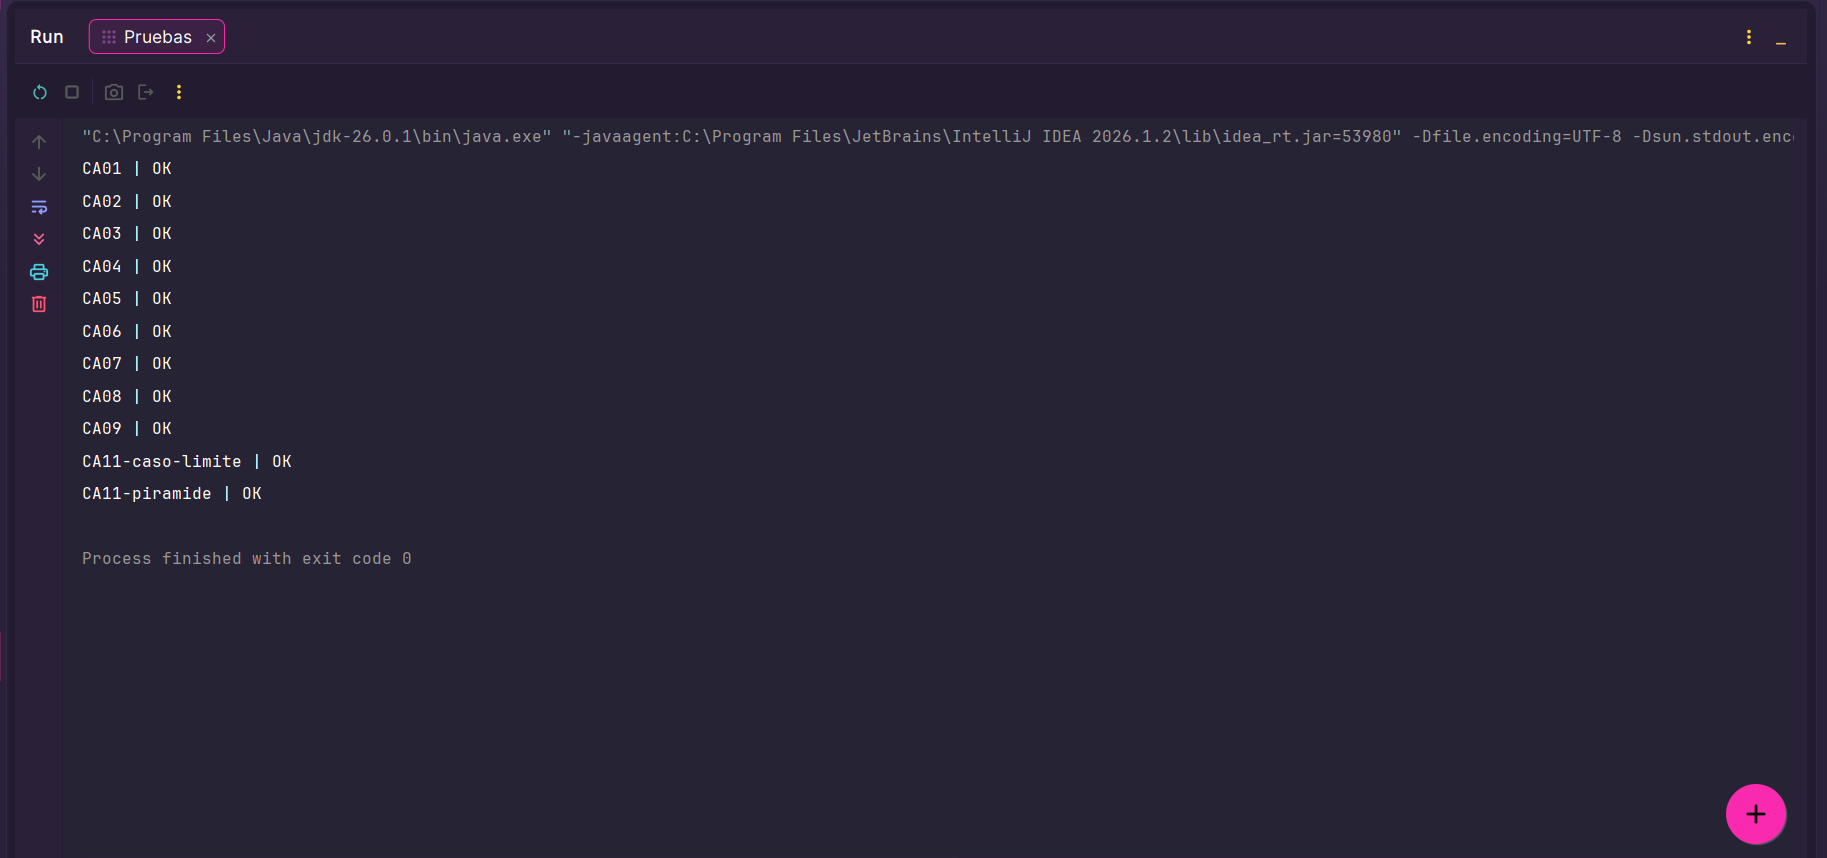 Run Pruebas
"C:\Program Files\Java\jdk-26.0.1\bin\java.exe" "-javaagent:C:\Program Files\JetBrains\IntelliJ IDEA 2026.1.2\lib\idea_rt.jar=53980" -Dfile.encoding=UTF-8 -Dsun.stdout.enc
CA01 | OK
CA02 | OK
CA03 | OK
CA04 | OK
CA05 | OK
CA06 | OK
CA07 | OK
CA08 | OK
CA09 | OK
CA11-caso-limite | OK
CA11-piramide | OK
Process finished with exit code 0